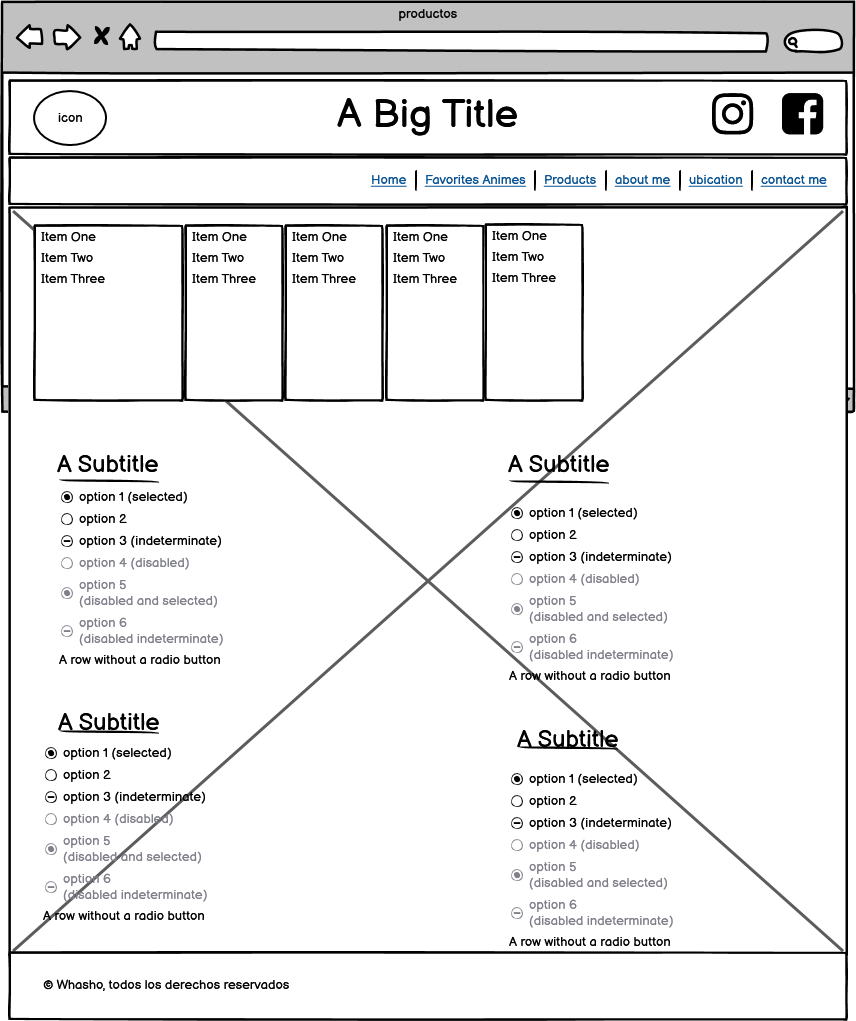 productos
icon
A Big Title
Home
Favorites Animes
Products
about me
ubication
contact me
Item One
Item Two
Item Three
Item One
Item Two
Item Three
Item One
Item Two
Item Three
Item One
Item Two
Item Three
Item One
Item Two
Item Three
A Subtitle
option 1 (selected)
option 2
option 3 (indeterminate)
option 4 (disabled)
option 5
(disabled and selected)
option 6
(disabled indeterminate)
A row without a radio button
A Subtitle
option 1 (selected)
option 2
option 3 (indeterminate)
option 4 (disabled)
option 5
(disabled and selected)
option 6
(disabled indeterminate)
A row without a radio button
A Subtitle
option 1 (selected)
option 2
option 3 (indeterminate)
option 4 (disabled)
option 5
(disabled and selected)
option 6
(disabled indeterminate)
A row without a radio button
A Subtitle
option 1 (selected)
option 2
option 3 (indeterminate)
option 4 (disabled)
option 5
(disabled and selected)
option 6
(disabled indeterminate)
A row without a radio button
© Whasho, todos los derechos reservados